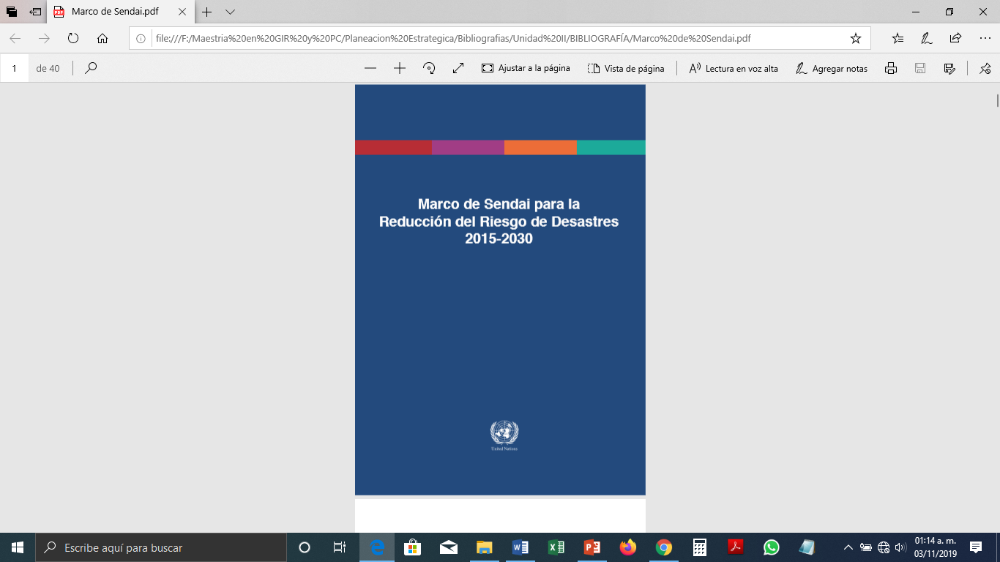 Marco de Sendai.pdf
file:///F:/Maestria%20en%20GIR%20y%20PC/Planeacion%20Estrategica/Bibliografias/Unidad%20II/BIBLIOGRAFÍA/Marco%20de%20Sendai.pdf
1 de 40 Ajustar a la página Vista de página Lectura en voz alta Agregar notas
Marco de Sendai para la
Reducción del Riesgo de Desastres
2015-2030
United Nations
Escribe aquí para buscar
01:14 a. m.
03/11/2019